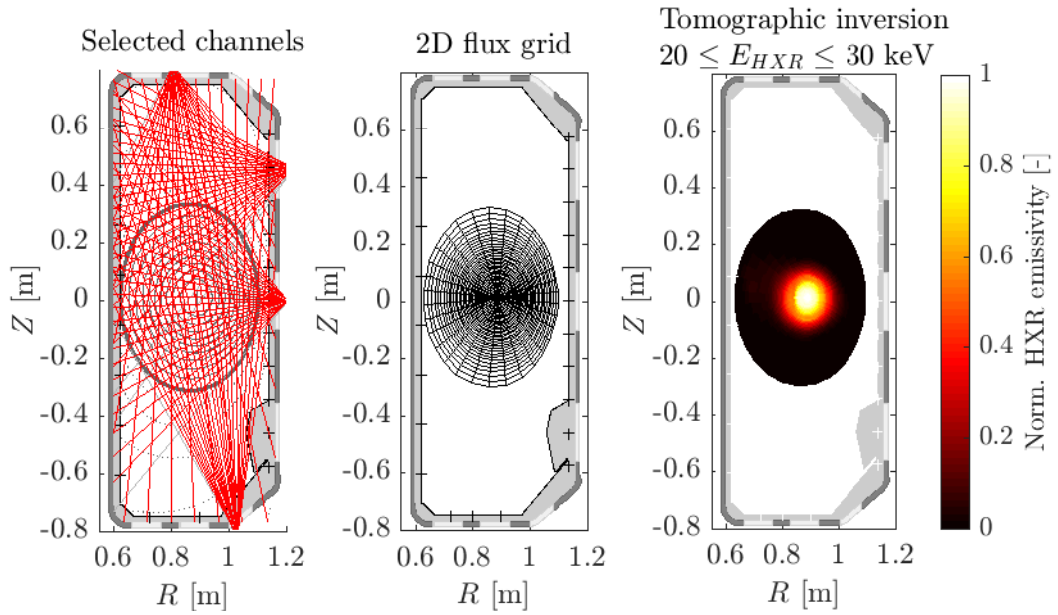 Selected channels
0.6
0.4
0.2
0
-0.2
-0.4
-0.6
-0.8
Z [m]
0.6 0.8 1 1.2
R [m]
2D flux grid
0.6
0.4
0.2
0
-0.2
-0.4
-0.6
-0.8
Z [m]
0.6 0.8 1 1.2
R [m]
Tomographic inversion
20 ≤ E_HXR ≤ 30 keV
0.6
0.4
0.2
0
-0.2
-0.4
-0.6
-0.8
Z [m]
0.6 0.8 1 1.2
R [m]
1
0.8
0.6
0.4
0.2
0
Norm. HXR emissivity [-]